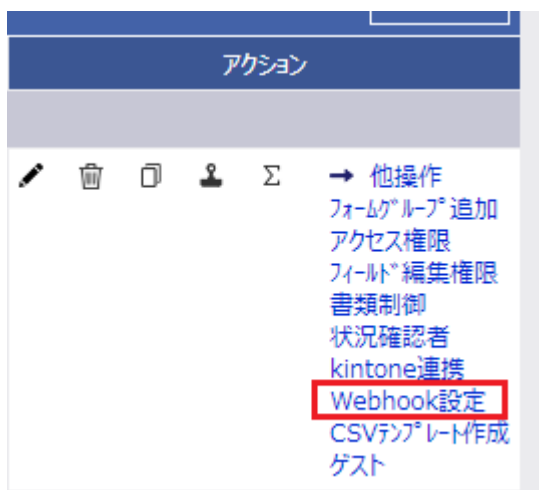 アクション
Σ → 他操作
ﾌｫｰﾑｸﾞﾙｰﾌﾟ追加
アクセス権限
ﾌｨｰﾙﾄﾞ編集権限
書類制御
状況確認者
kintone連携
Webhook設定
CSVﾃﾝﾌﾟﾚｰﾄ作成
ゲスト